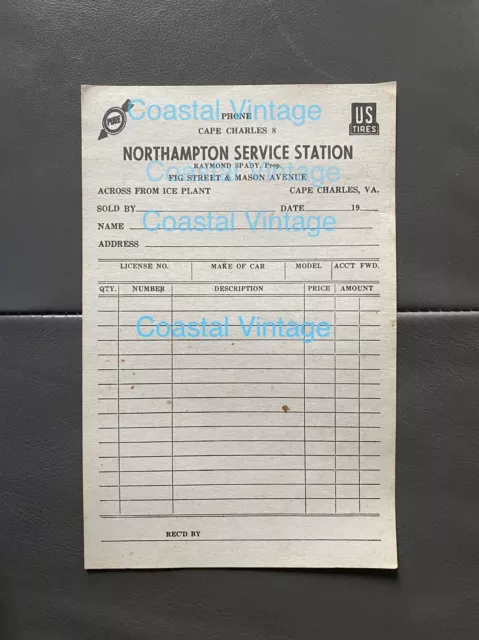 Coastal Vintage
PURE
PHONE
CAPE CHARLES 8
US
TIRES
NORTHAMPTON SERVICE STATION
RAYMOND SPADY, Prop.
Coastal Vintage
FIG STREET & MASON AVENUE
ACROSS FROM ICE PLANT CAPE CHARLES, VA.
SOLD BY DATE 19
Coastal Vintage
NAME
ADDRESS
LICENSE NO. MAKE OF CAR MODEL ACC'T FWD.
QTY. NUMBER DESCRIPTION PRICE AMOUNT
Coastal Vintage
REC'D BY